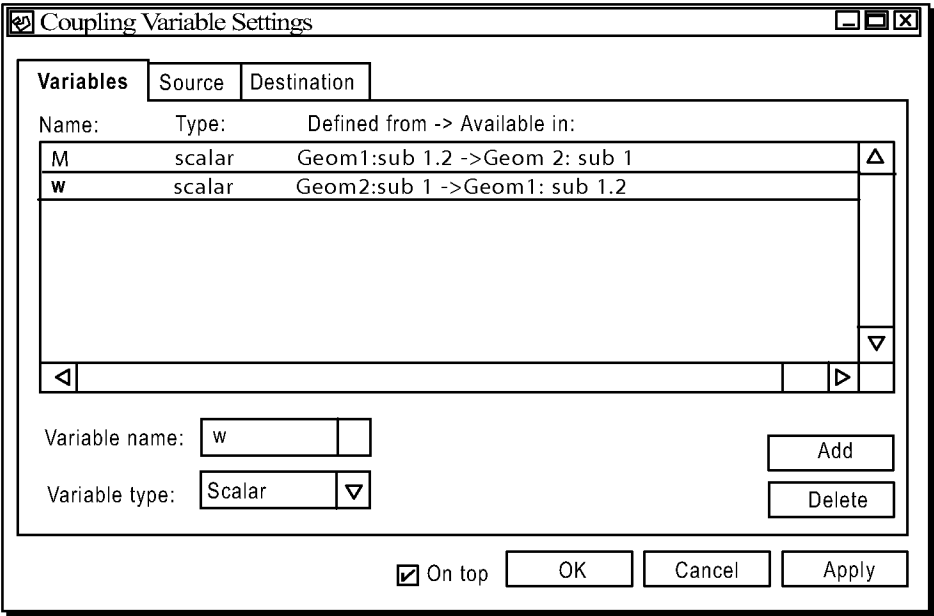 Coupling Variable Settings
Variables Source Destination
Name: Type: Defined from -> Available in:
M scalar Geom1:sub 1.2 ->Geom 2: sub 1
w scalar Geom2:sub 1 ->Geom1: sub 1.2
Variable name: w
Add
Variable type: Scalar
Delete
On top OK Cancel Apply